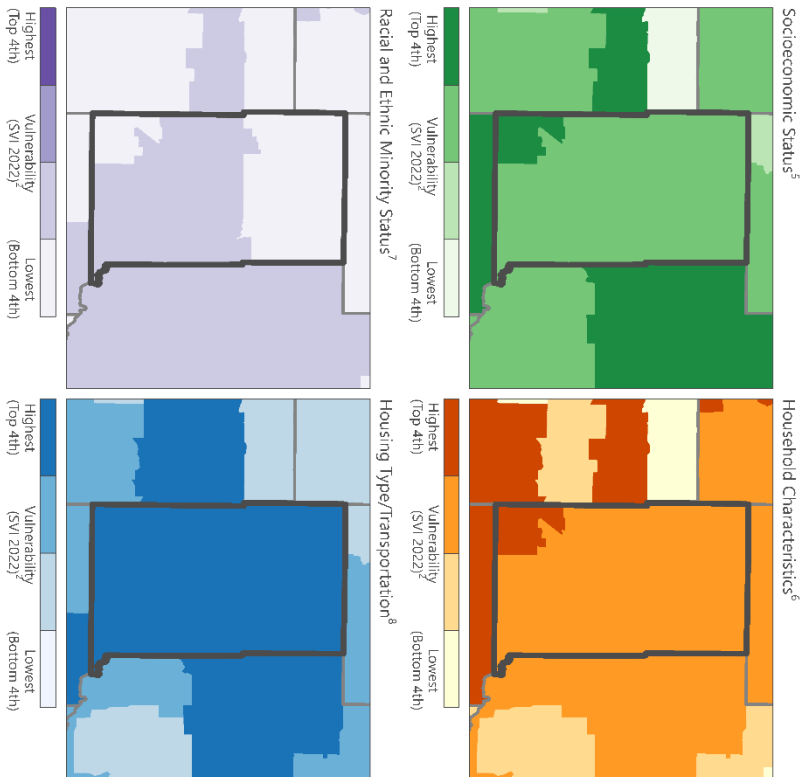 Socioeconomic Status⁵
Highest
(Top 4th)
Vulnerability
(SVI 2022)²
Lowest
(Bottom 4th)
Household Characteristics⁶
Highest
(Top 4th)
Vulnerability
(SVI 2022)²
Lowest
(Bottom 4th)
Racial and Ethnic Minority Status⁷
Highest
(Top 4th)
Vulnerability
(SVI 2022)²
Lowest
(Bottom 4th)
Housing Type/Transportation⁸
Highest
(Top 4th)
Vulnerability
(SVI 2022)²
Lowest
(Bottom 4th)